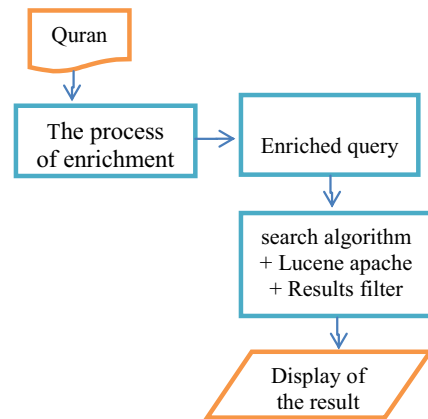 Quran
The process
of enrichment
Enriched query
search algorithm
+ Lucene apache
+ Results filter
Display of
the result